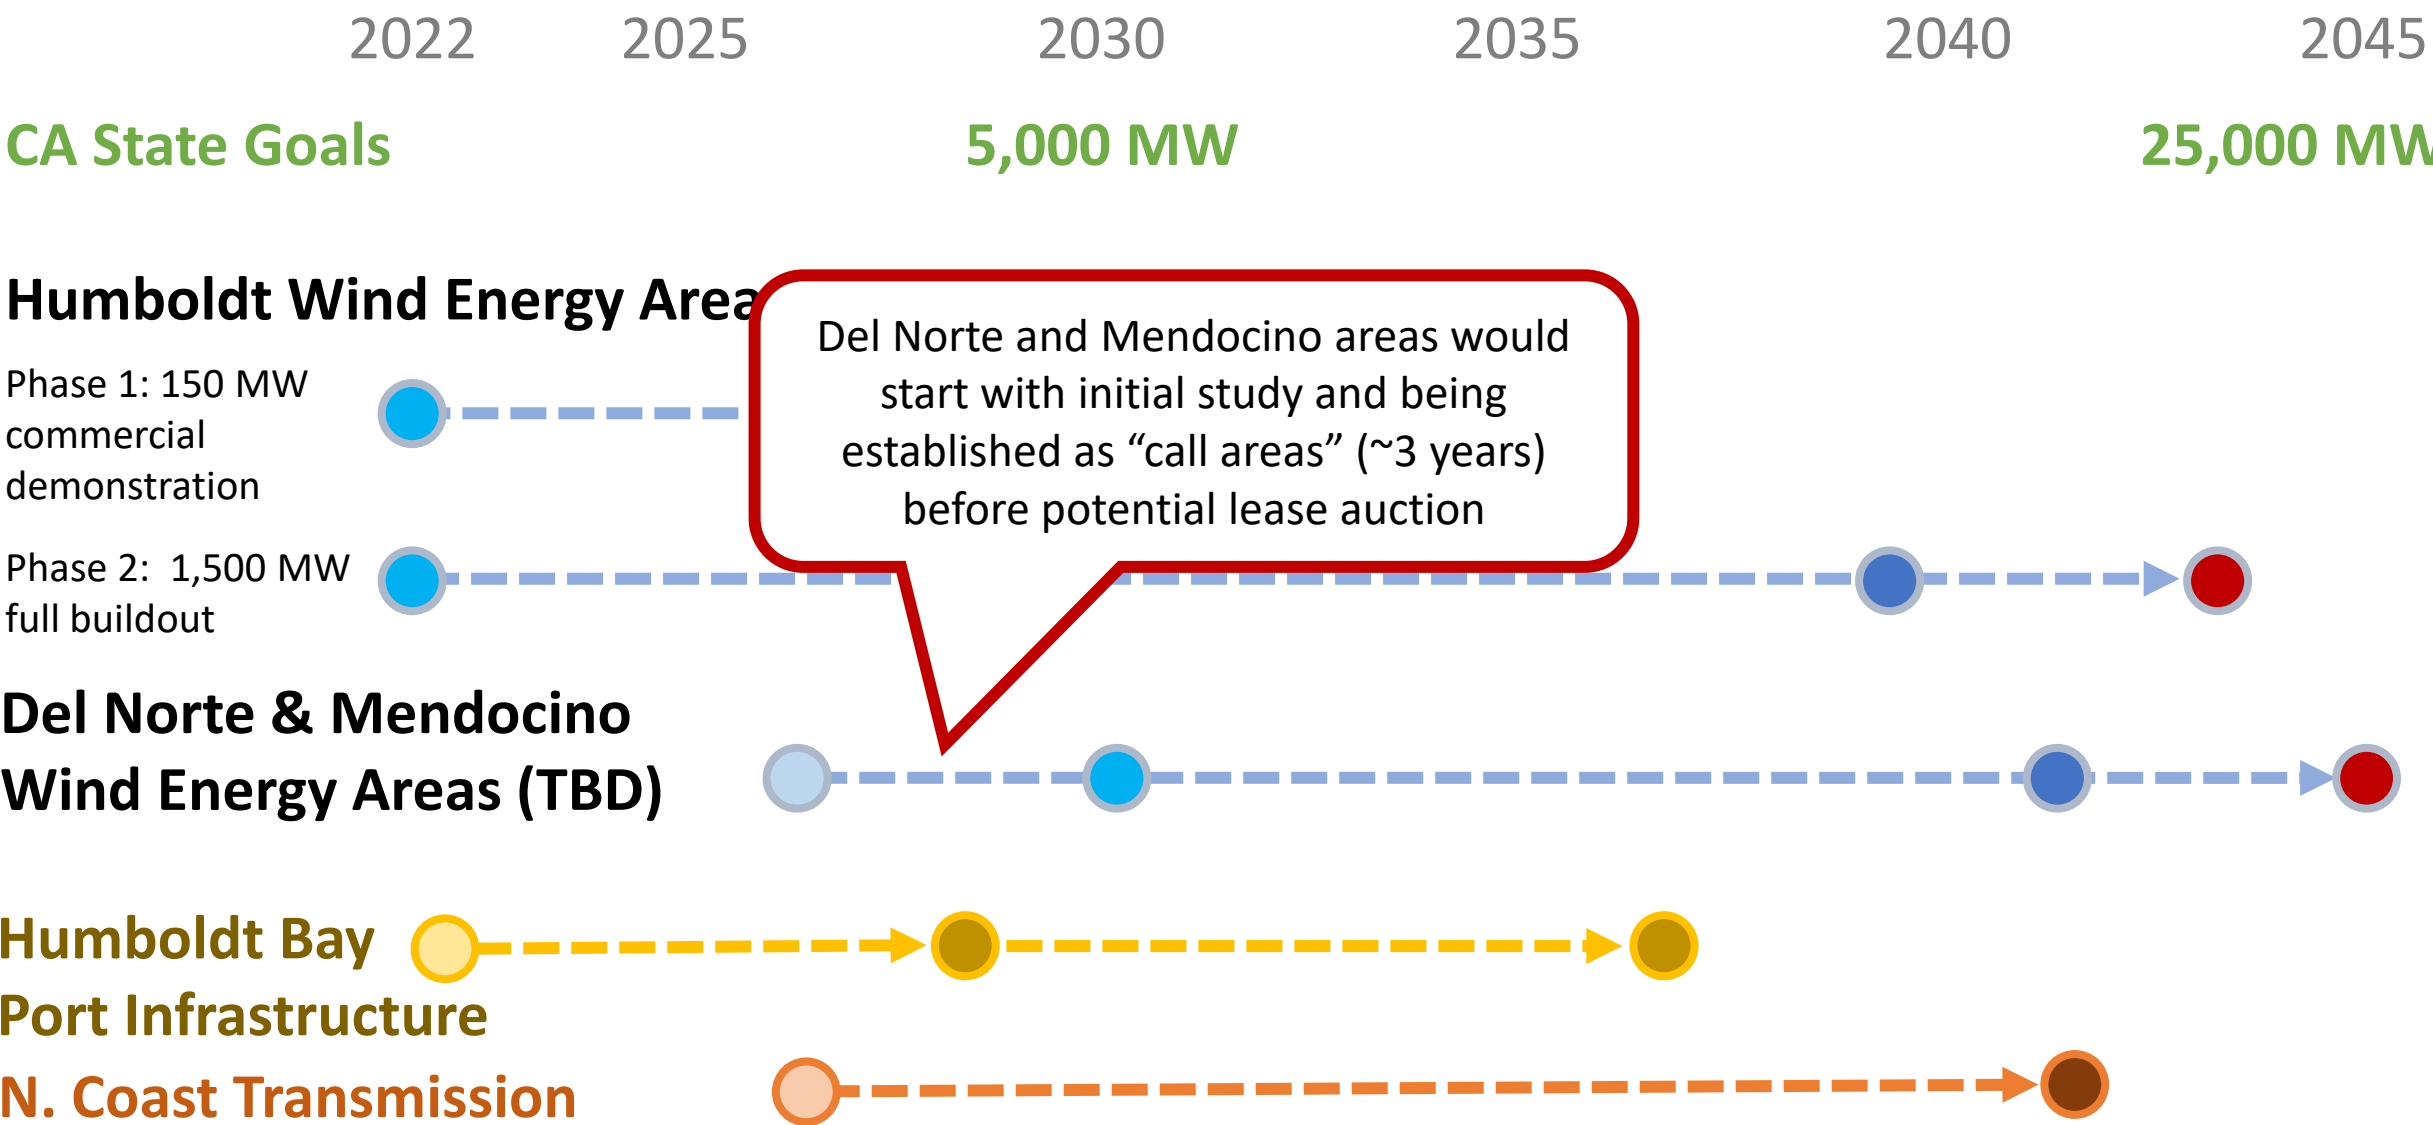 2022 2025 2030 2035 2040 2045
CA State Goals 5,000 MW 25,000 MW
Humboldt Wind Energy Area
Phase 1: 150 MW
commercial
demonstration
Del Norte and Mendocino areas would
start with initial study and being
established as “call areas” (~3 years)
before potential lease auction
Phase 2: 1,500 MW
full buildout
Del Norte & Mendocino
Wind Energy Areas (TBD)
Humboldt Bay
Port Infrastructure
N. Coast Transmission